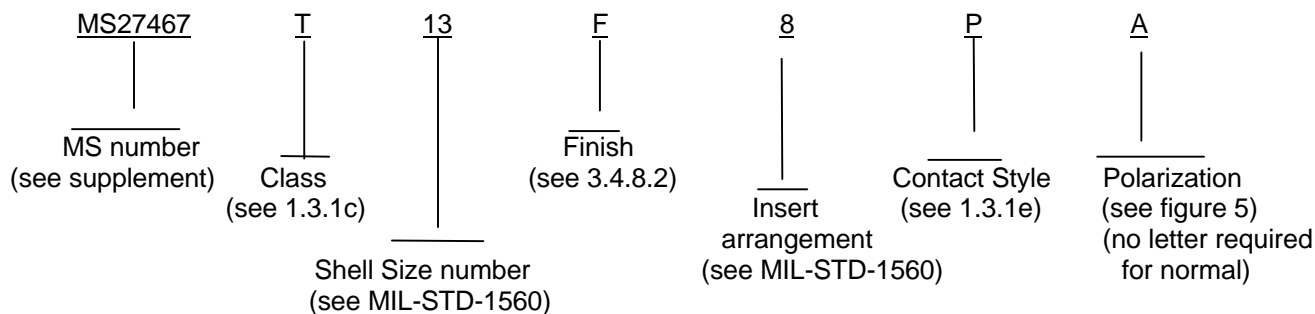 MS27467 T 13 F 8 P A
MS number
(see supplement)
Class
(see 1.3.1c)
Shell Size number
(see MIL-STD-1560)
Finish
(see 3.4.8.2)
Insert
arrangement
(see MIL-STD-1560)
Contact Style
(see 1.3.1e)
Polarization
(see figure 5)
(no letter required
for normal)